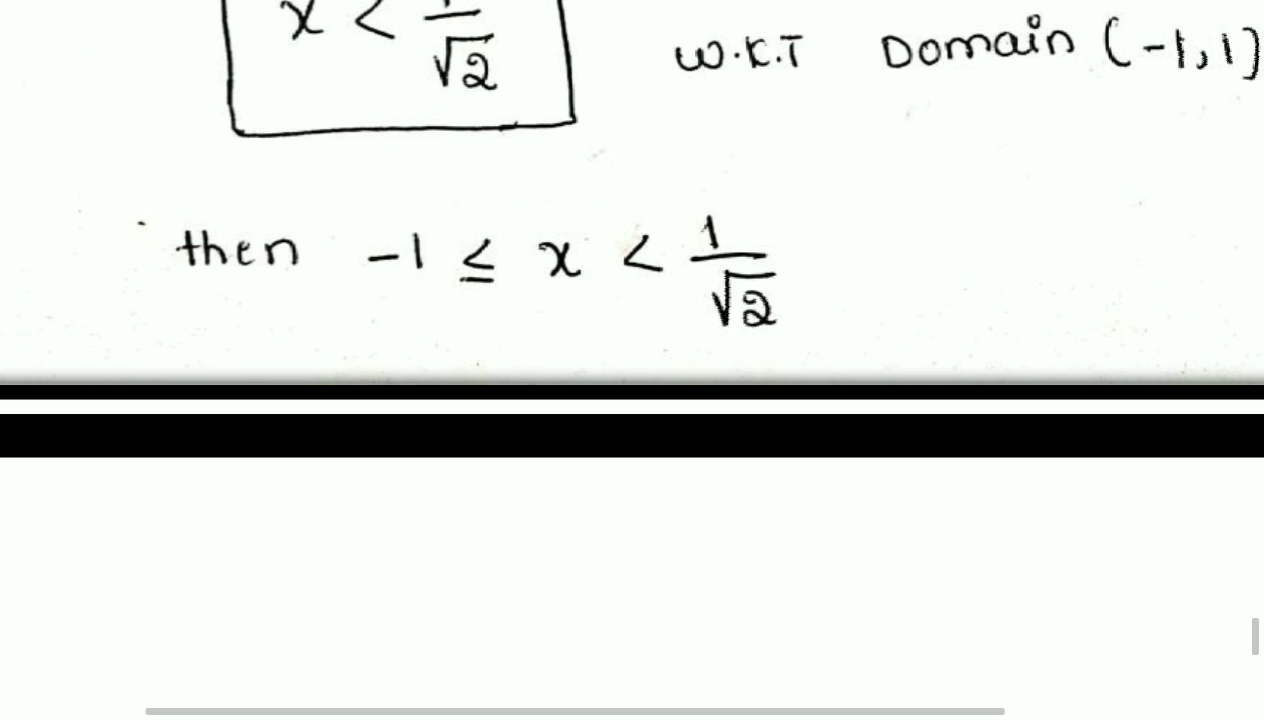 x < 1/√2
W.K.T Domain (-1,1]
then -1 ≤ x < 1/√2